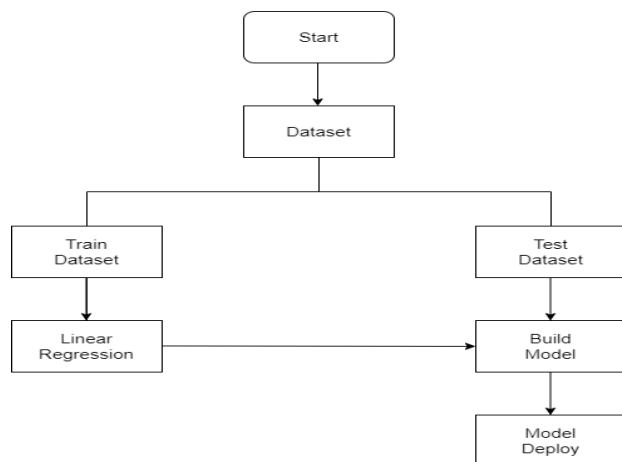 Start
Dataset
Train
Dataset
Test
Dataset
Linear
Regression
Build
Model
Model
Deploy